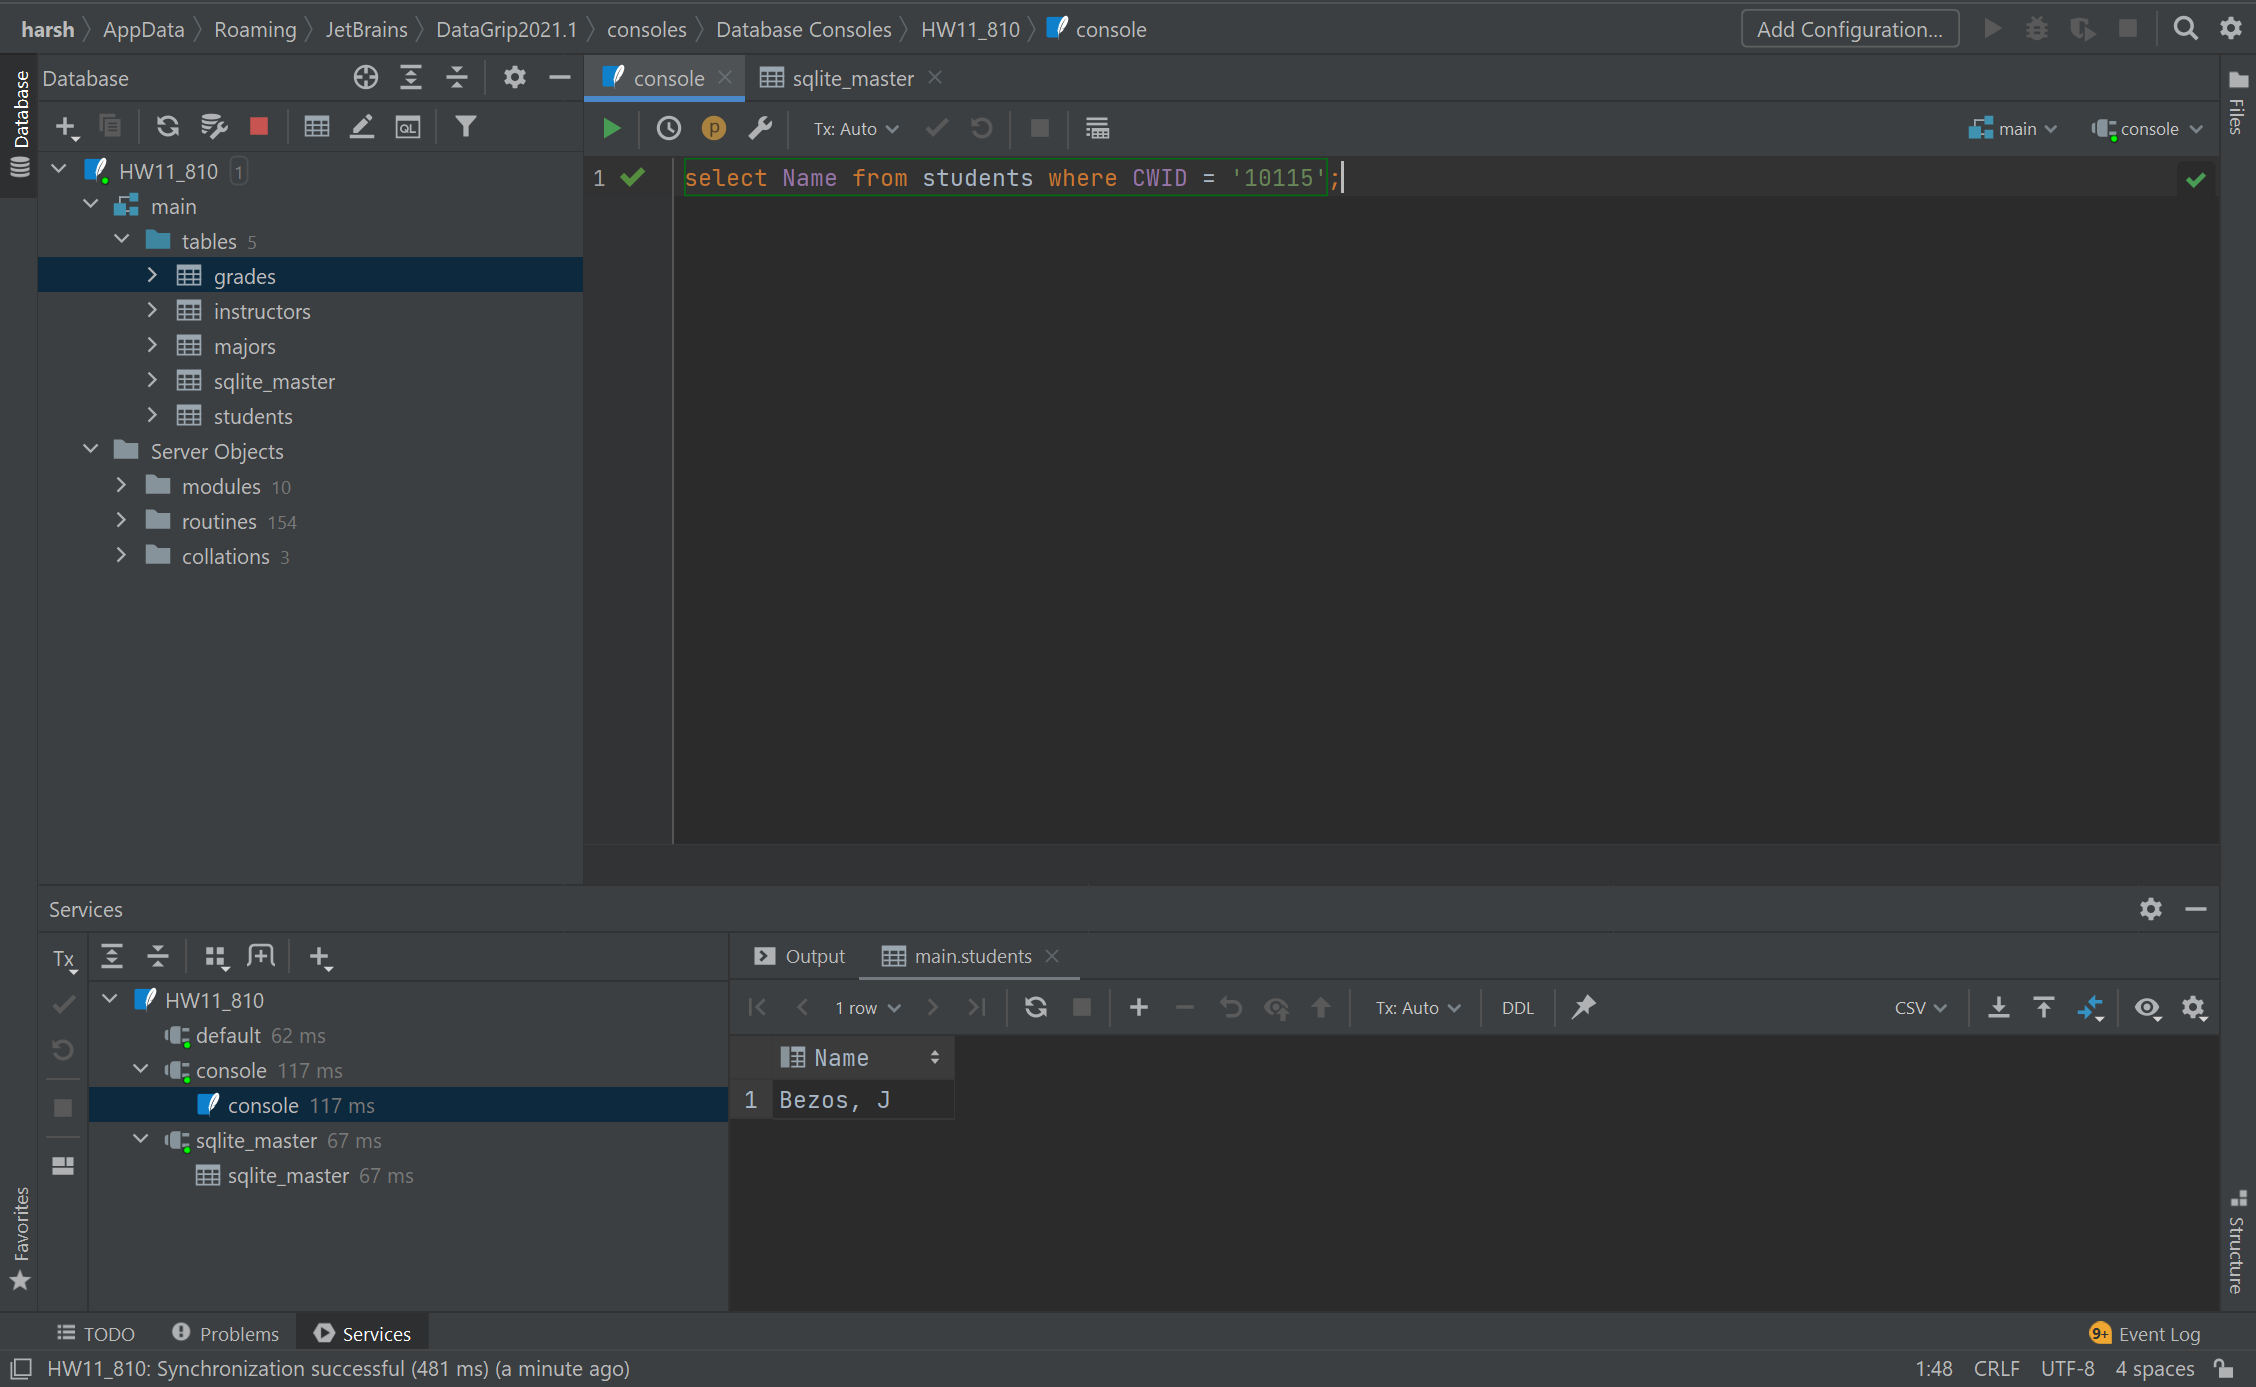 harsh AppData Roaming JetBrains DataGrip2021.1 consoles Database Consoles HW11_810 console Add Configuration...
Database
Files
Database
console sqlite_master
Tx: Auto main console
HW11_810 1
main
tables 5
grades
instructors
majors
sqlite_master
students
Server Objects
modules 10
routines 154
collations 3
1 select Name from students where CWID = '10115';
Services
Tx
HW11_810
default 62 ms
console 117 ms
console 117 ms
sqlite_master 67 ms
sqlite_master 67 ms
Output main.students
1 row Tx: Auto DDL CSV
Name
1 Bezos, J
Favorites
Structure
TODO Problems Services 9+ Event Log
HW11_810: Synchronization successful (481 ms) (a minute ago) 1:48 CRLF UTF-8 4 spaces